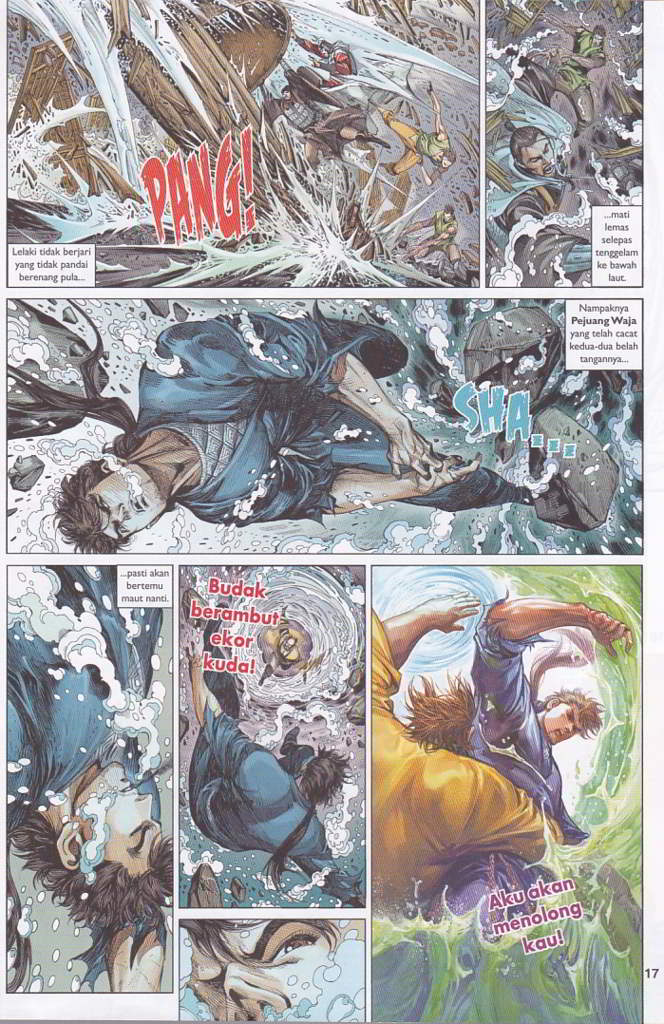 PANG!
Lelaki tidak berjari
yang tidak pandai
berenang pula...
...mati
lemas
selepas
tenggelam
ke bawah
laut.
Nampaknya
Pejuang Waja
yang telah cacat
kedua-dua belah
tangannya...
SHA...
...pasti akan
bertemu
maut nanti.
Budak
berambut
ekor
kuda!
Aku akan
menolong
kau!
17